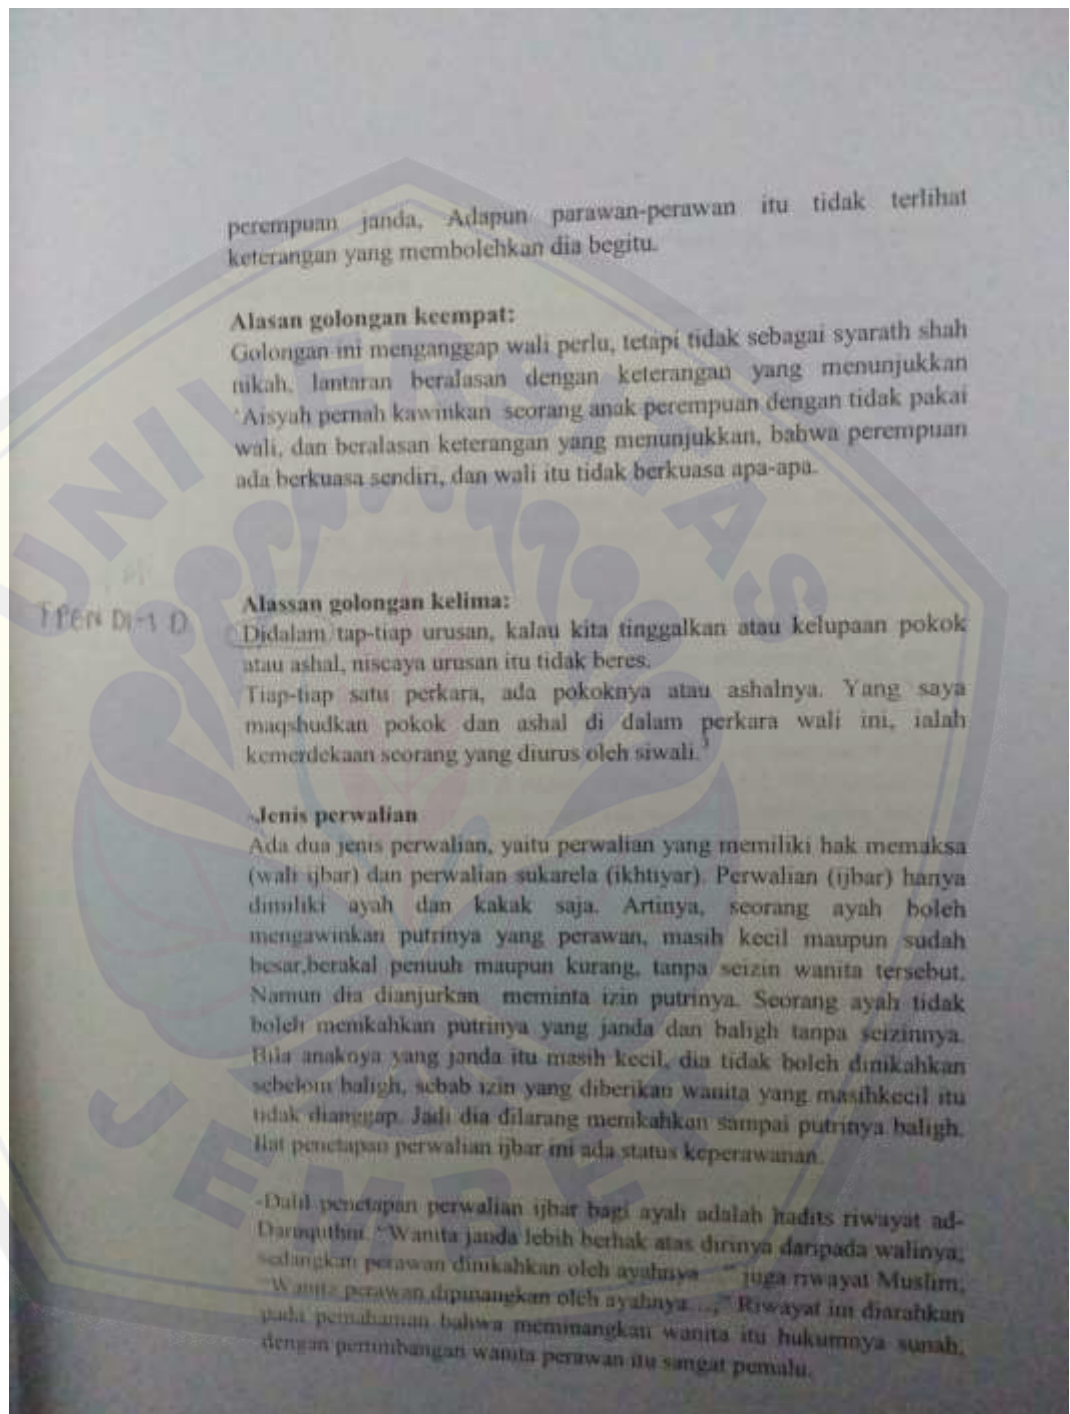 perempuan janda, Adapun parawan-perawan itu tidak terlihat
keterangan yang membolehkan dia begitu.
Alasan golongan keempat:
Golongan ini menganggap wali perlu, tetapi tidak sebagai syarath shah
nikah, lantaran beralasan dengan keterangan yang menunjukkan
'Aisyah pernah kawinkan seorang anak perempuan dengan tidak pakai
wali, dan beralasan keterangan yang menunjukkan, bahwa perempuan
ada berkuasa sendiri, dan wali itu tidak berkuasa apa-apa.
Alassan golongan kelima:
Didalam tap-tiap urusan, kalau kita tinggalkan atau kelupaan pokok
atau ashal, niscaya urusan itu tidak beres.
Tiap-tiap satu perkara, ada pokoknya atau ashalnya. Yang saya
maqshudkan pokok dan ashal di dalam perkara wali ini, ialah
kemerdekaan seorang yang diurus oleh siwali.3
-Jenis perwalian
Ada dua jenis perwalian, yaitu perwalian yang memiliki hak memaksa
(wali ijbar) dan perwalian sukarela (ikhtiyar). Perwalian (ijbar) hanya
dimiliki ayah dan kakak saja. Artinya, seorang ayah boleh
mengawinkan putrinya yang perawan, masih kecil maupun sudah
besar,berakal penuuh maupun kurang, tanpa seizin wanita tersebut.
Namun dia dianjurkan meminta izin putrinya. Seorang ayah tidak
boleh menikahkan putrinya yang janda dan baligh tanpa seizinnya.
Bila anaknya yang janda itu masih kecil, dia tidak boleh dinikahkan
sebelum baligh, sebab izin yang diberikan wanita yang masihkecil itu
tidak dianggap. Jadi dia dilarang menikahkan sampai putrinya baligh.
Ilat penetapan perwalian ijbar ini ada status keperawanan.
-Dalil penetapan perwalian ijbar bagi ayah adalah hadits riwayat ad-
Daruquthni, "Wanita janda lebih berhak atas dirinya daripada walinya,
sedangkan perawan dinikahkan oleh ayahnya..." juga riwayat Muslim,
"Wanita perawan dipinangkan oleh ayahnya...," Riwayat ini diarahkan
pada pemahaman bahwa meminangkan wanita itu hukumnya sunah,
dengan pertimbangan wanita perawan itu sangat pemalu.
UNIVERSITAS
JEMBER